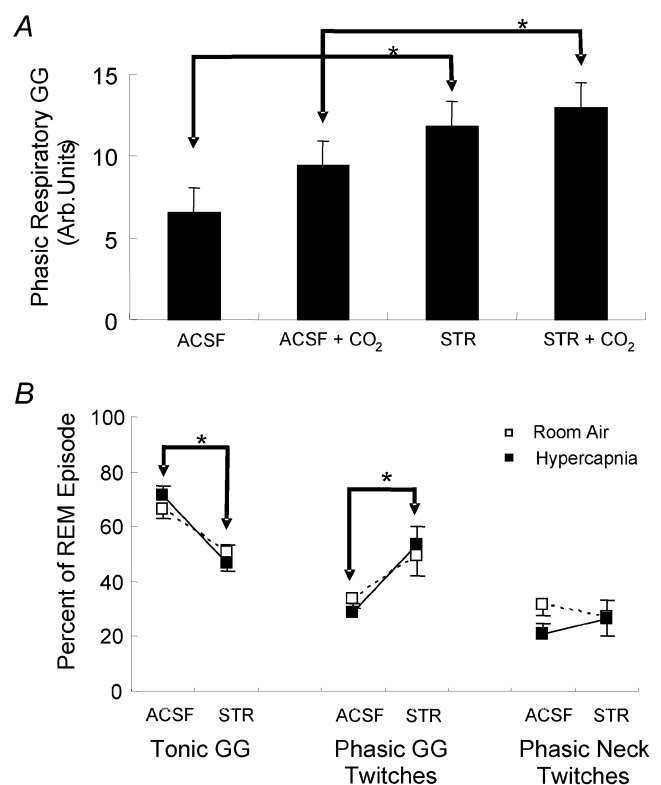 A
Phasic Respiratory GG
(Arb.Units)
15
10
5
0
*
*
ACSF
ACSF + CO2
STR
STR + CO2
B
Percent of REM Episode
100
80
60
40
20
0
*
*
Room Air
Hypercapnia
ACSF STR ACSF STR ACSF STR
Tonic GG
Phasic GG
Twitches
Phasic Neck
Twitches